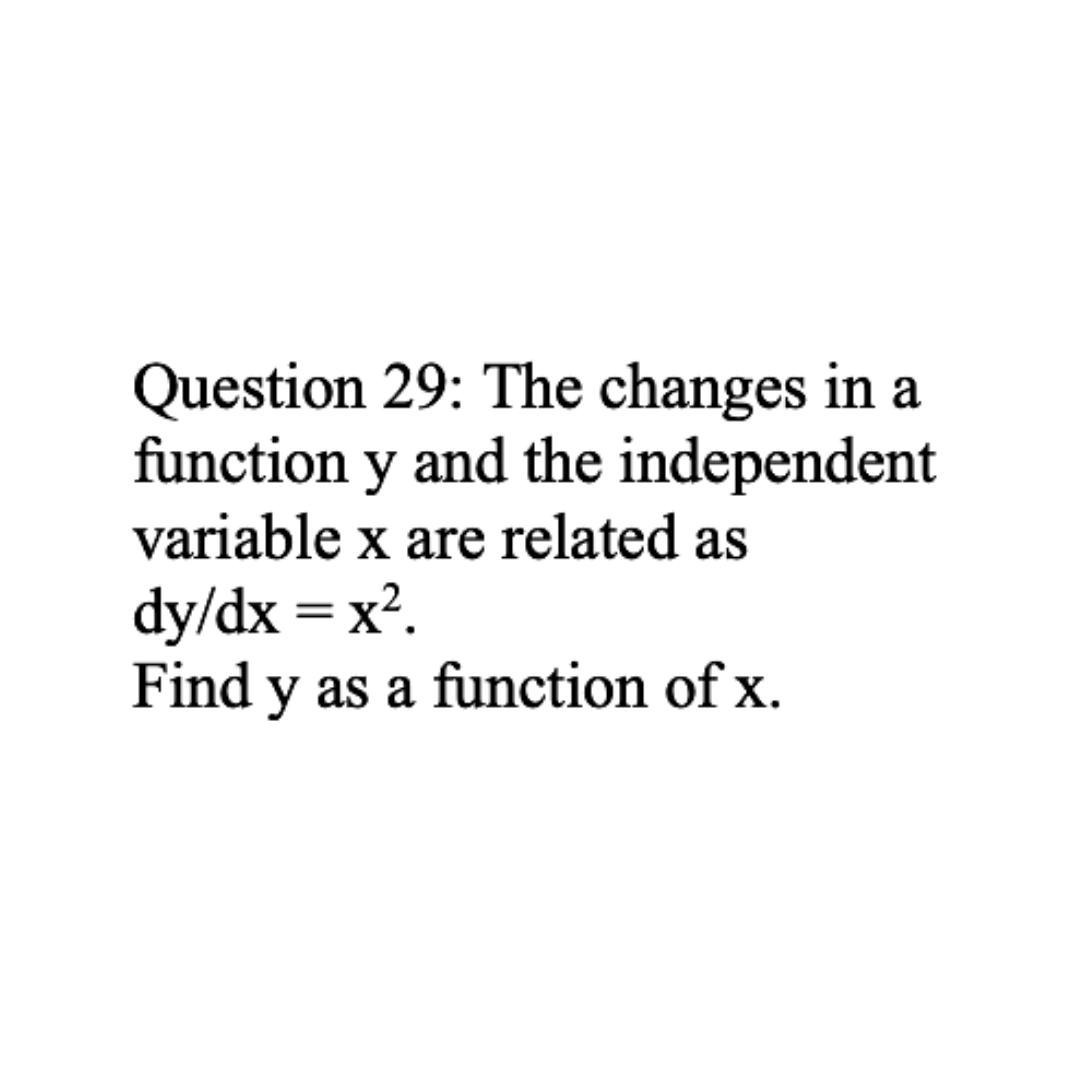 Question 29: The changes in a
function y and the independent
variable x are related as
dy/dx = x².
Find y as a function of x.